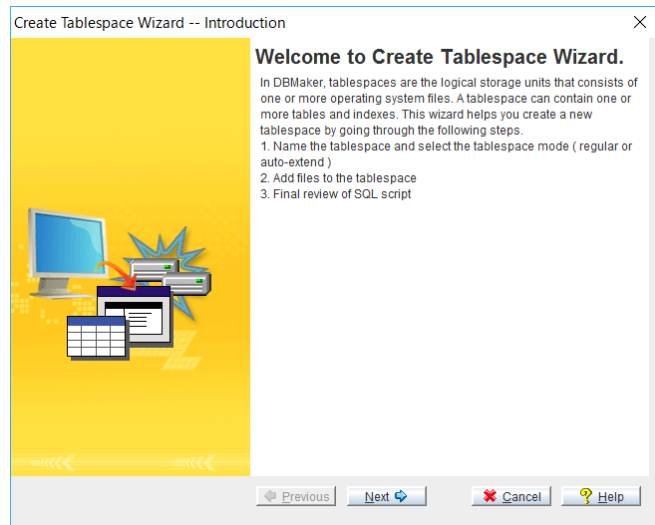 Create Tablespace Wizard -- Introduction
Welcome to Create Tablespace Wizard.
In DBMaker, tablespaces are the logical storage units that consists of
one or more operating system files. A tablespace can contain one or
more tables and indexes. This wizard helps you create a new
tablespace by going through the following steps.
1. Name the tablespace and select the tablespace mode ( regular or
auto-extend )
2. Add files to the tablespace
3. Final review of SQL script
Previous Next Cancel Help